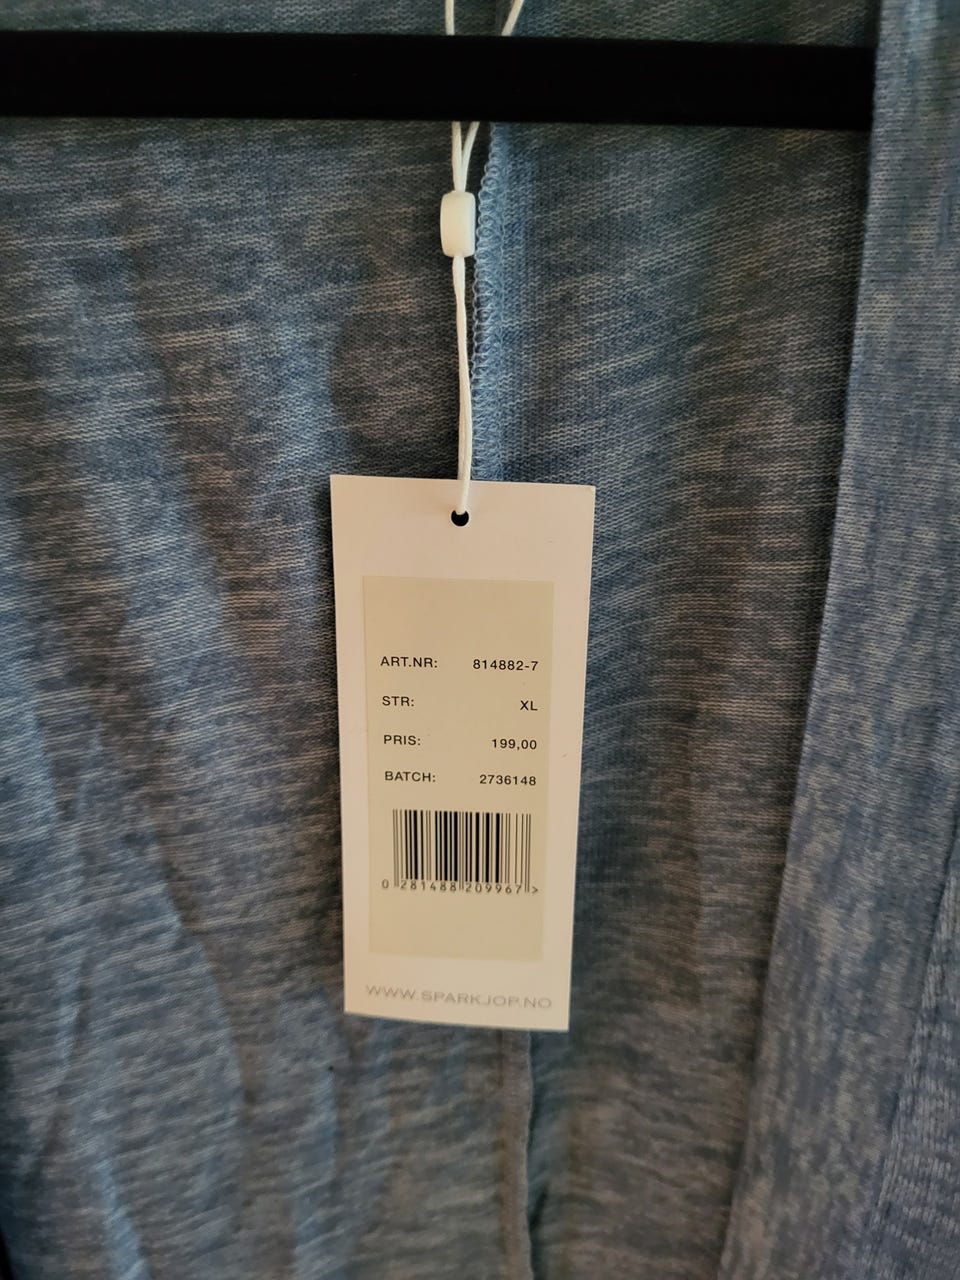 ART.NR: 814882-7
STR: XL
PRIS: 199,00
BATCH: 2736148
0 281488 209967 >
WWW.SPARKJOP.NO